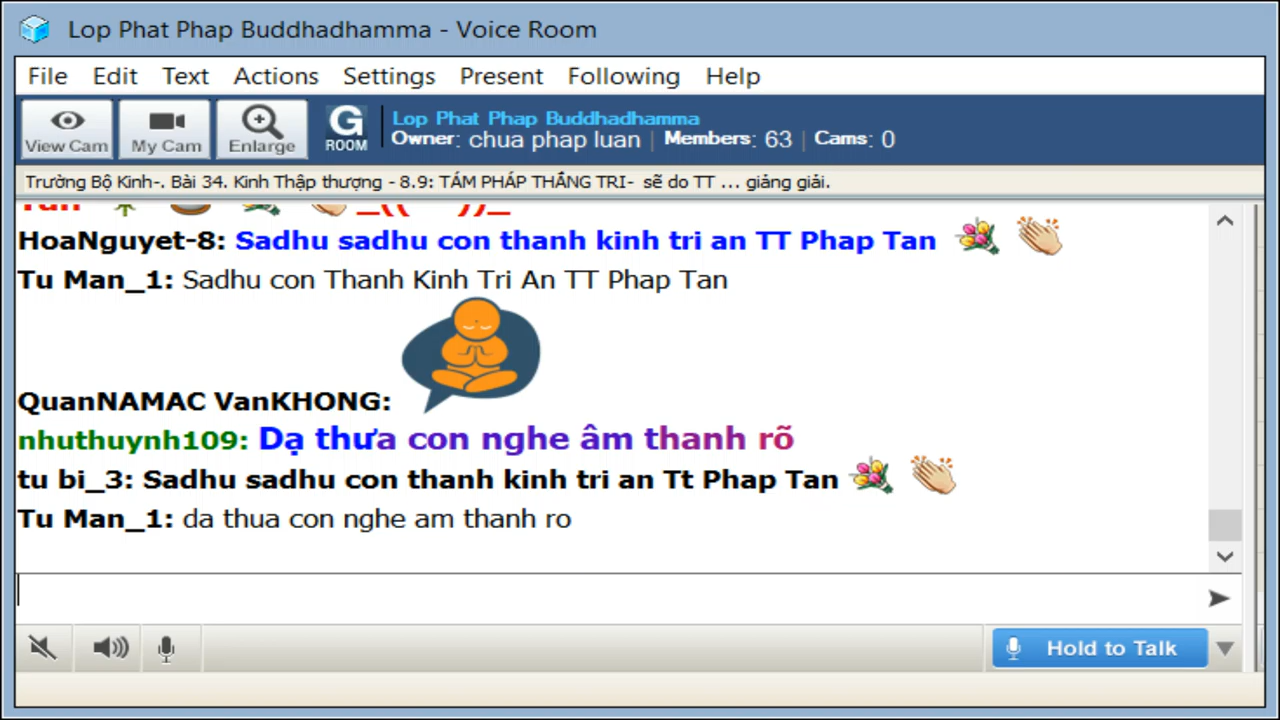 Lop Phat Phap Buddhadhamma - Voice Room
File Edit Text Actions Settings Present Following Help
View Cam My Cam Enlarge G ROOM
Lop Phat Phap Buddhadhamma
Owner: chua phap luan | Members: 63 | Cams: 0
Trường Bộ Kinh-. Bài 34. Kinh Thập thượng - 8.9: TÁM PHÁP THẮNG TRI- sẽ do TT ... giảng giải.
HoaNguyet-8: Sadhu sadhu con thanh kinh tri an TT Phap Tan
Tu Man_1: Sadhu con Thanh Kinh Tri An TT Phap Tan
QuanNAMAC VanKHONG:
nhuthuynh109: Dạ thưa con nghe âm thanh rõ
tu bi_3: Sadhu sadhu con thanh kinh tri an Tt Phap Tan
Tu Man_1: da thua con nghe am thanh ro
Hold to Talk